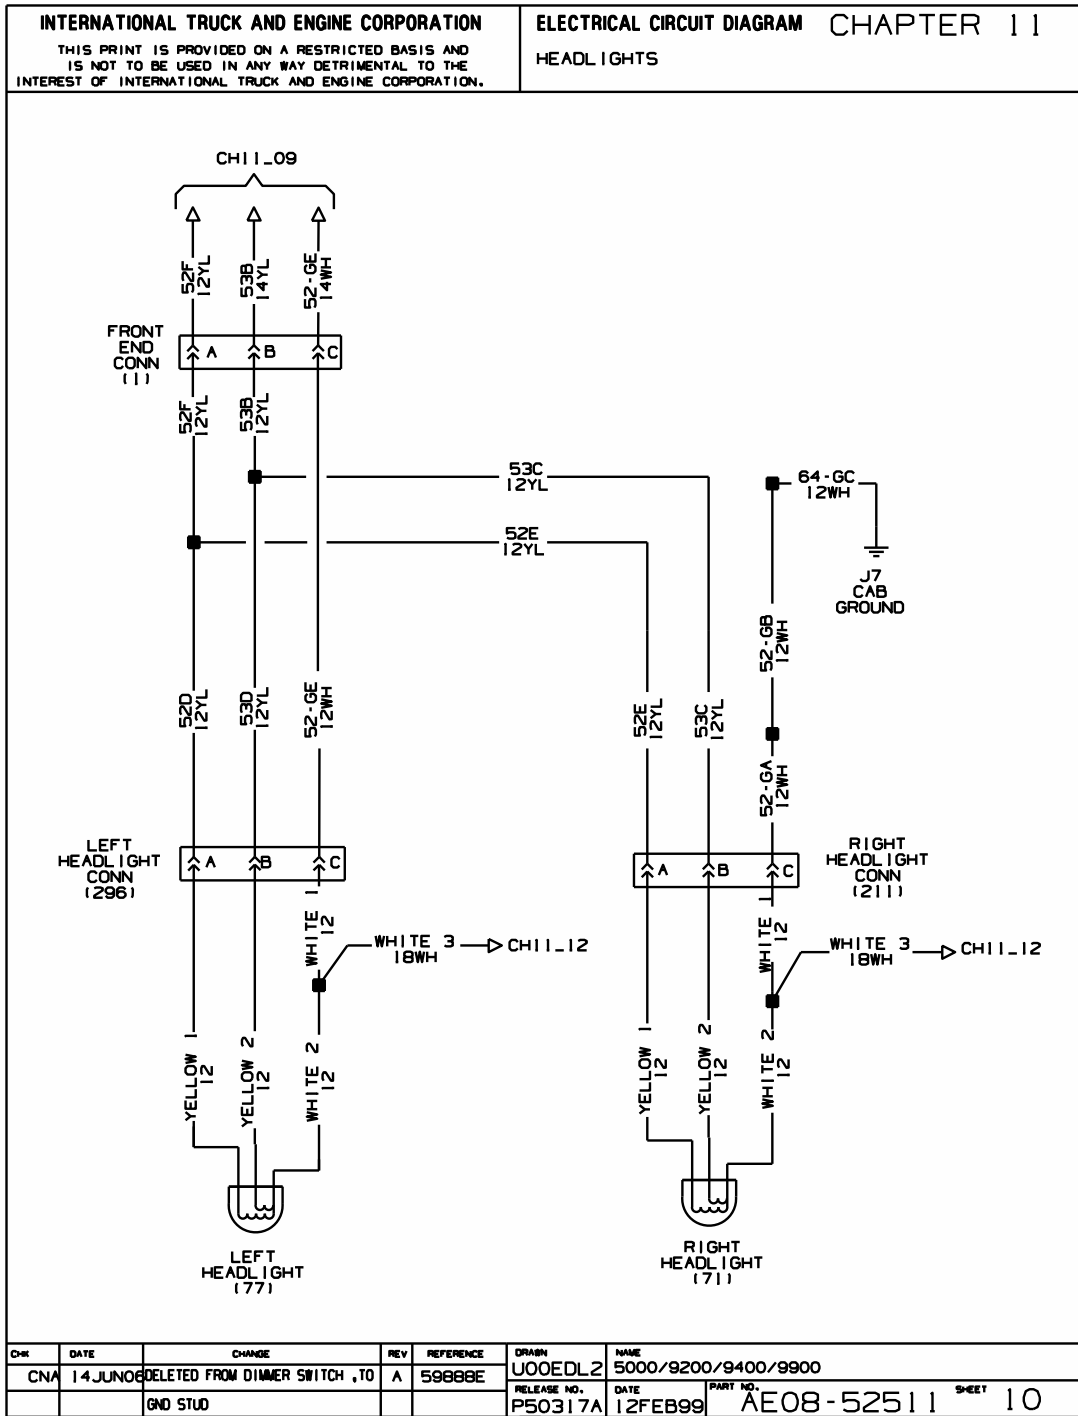 INTERNATIONAL TRUCK AND ENGINE CORPORATION
THIS PRINT IS PROVIDED ON A RESTRICTED BASIS AND
IS NOT TO BE USED IN ANY WAY DETRIMENTAL TO THE
INTEREST OF INTERNATIONAL TRUCK AND ENGINE CORPORATION.
ELECTRICAL CIRCUIT DIAGRAM CHAPTER 11
HEADLIGHTS
CH11_09
52F
12YL
53B
14YL
52-GE
14WH
FRONT
END
CONN
(1)
A
B
C
52F
12YL
53B
12YL
53C
12YL
52E
12YL
64-GC
12WH
J7
CAB
GROUND
52-GB
12WH
52D
12YL
53D
12YL
52-GE
12WH
52E
12YL
53C
12YL
52-GA
12WH
LEFT
HEADLIGHT
CONN
(296)
A
B
C
RIGHT
HEADLIGHT
CONN
(211)
A
B
C
WHITE 1
12
WHITE 3
18WH
CH11_12
WHITE 1
12
WHITE 3
18WH
CH11_12
YELLOW 1
12
YELLOW 2
12
WHITE 2
12
YELLOW 1
12
YELLOW 2
12
WHITE 2
12
LEFT
HEADLIGHT
(77)
RIGHT
HEADLIGHT
(71)
CHK DATE CHANGE REV REFERENCE
CNA 14JUN06 DELETED FROM DIMMER SWITCH ,TO A 59888E
GND STUD
DRAWN
U00EDL2
NAME
5000/9200/9400/9900
RELEASE NO.
P50317A
DATE
12FEB99
PART NO.
AE08-52511
SHEET
10